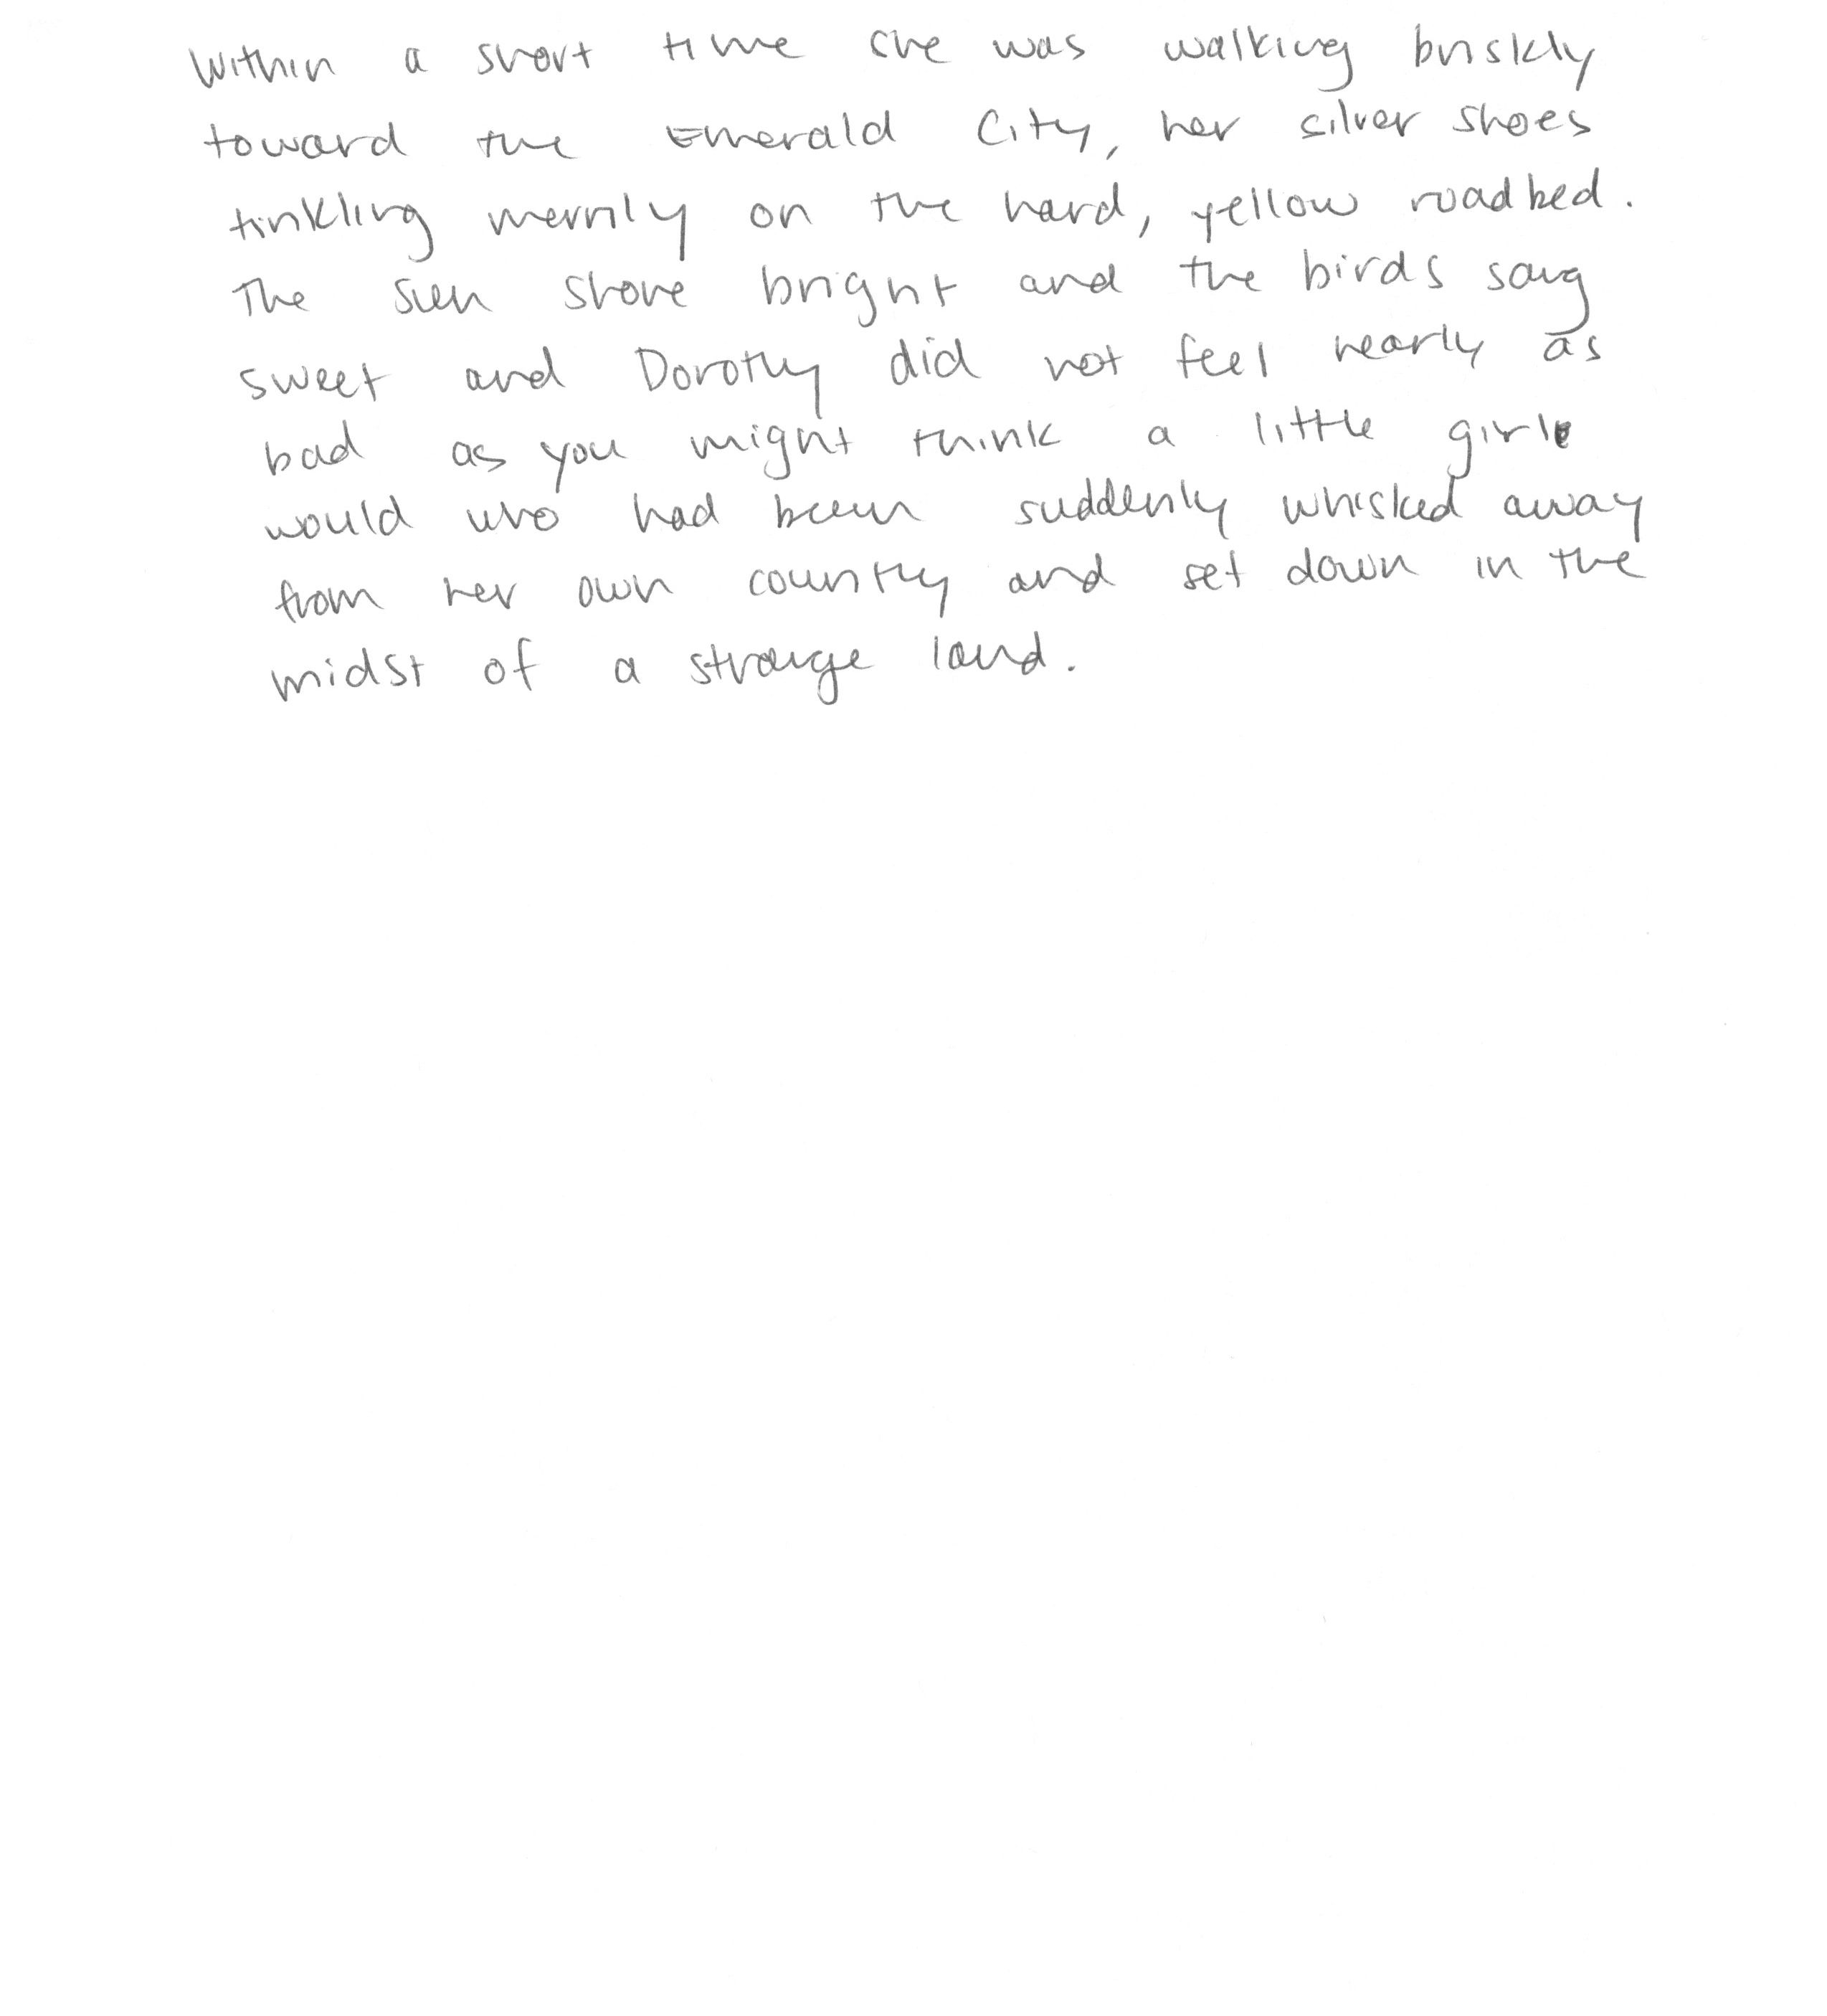 Within a short time she was walking briskly
toward the Emerald City, her silver shoes
tinkling merrily on the hard, yellow roadbed.
The sun shone bright and the birds sang
sweet and Dorothy did not feel nearly as
bad as you might think a little girl
would who had been suddenly whisked away
from her own country and set down in the
midst of a strange land.